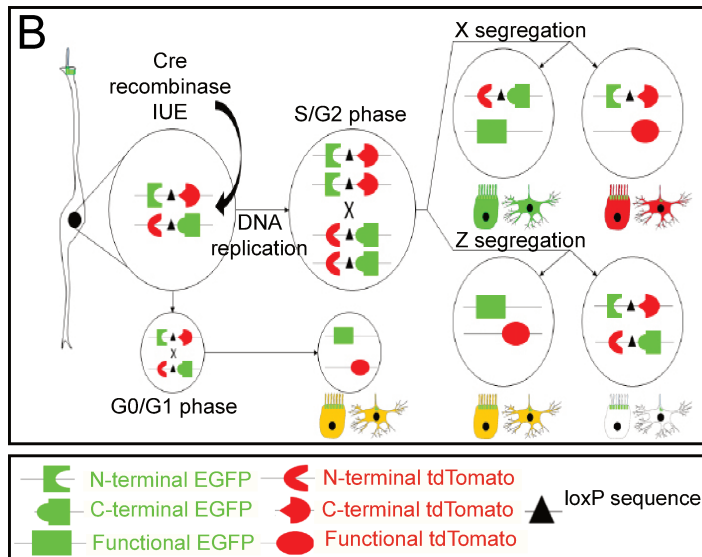 B
Cre
recombinase
IUE
S/G2 phase
X segregation
DNA
replication
X
Z segregation
X
G0/G1 phase
N-terminal EGFP
N-terminal tdTomato
C-terminal EGFP
C-terminal tdTomato
loxP sequence
Functional EGFP
Functional tdTomato